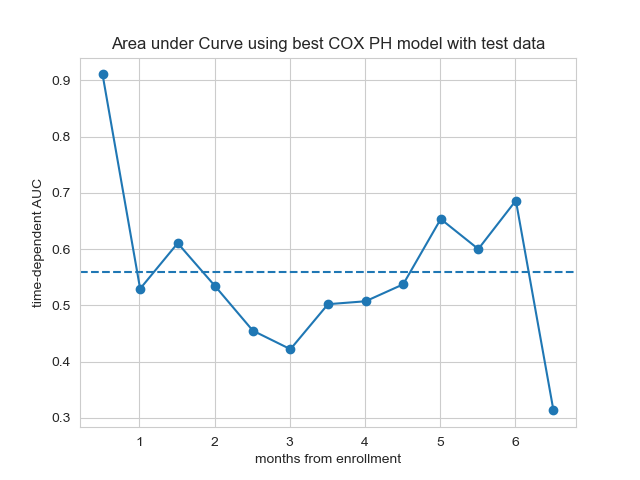 Area under Curve using best COX PH model with test data
time-dependent AUC
0.9
0.8
0.7
0.6
0.5
0.4
0.3
1 2 3 4 5 6
months from enrollment